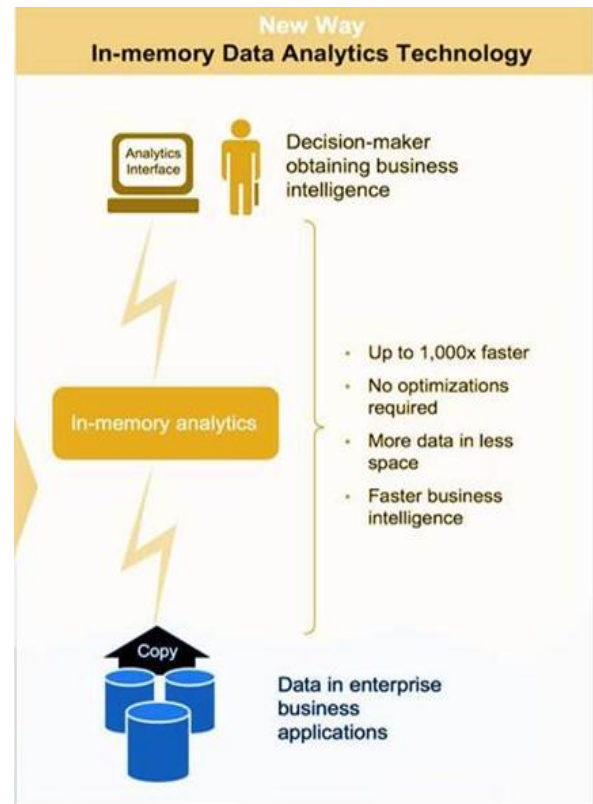 New Way
In-memory Data Analytics Technology
Analytics
Interface
Decision-maker
obtaining business
intelligence
In-memory analytics
• Up to 1,000x faster
• No optimizations
required
• More data in less
space
• Faster business
intelligence
Copy
Data in enterprise
business
applications